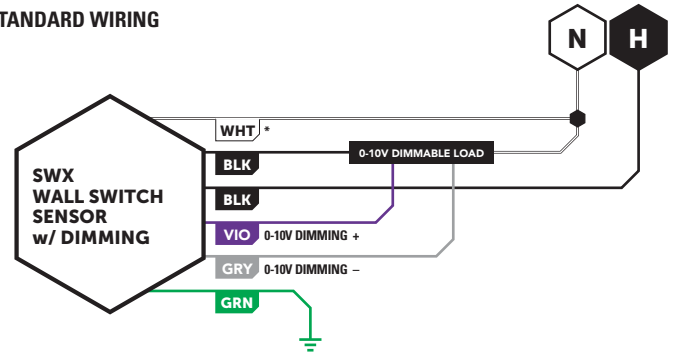 TANDARD WIRING
N
H
WHT *
0-10V DIMMABLE LOAD
BLK
SWX
WALL SWITCH
SENSOR
w/ DIMMING
BLK
VIO 0-10V DIMMING +
GRY 0-10V DIMMING –
GRN